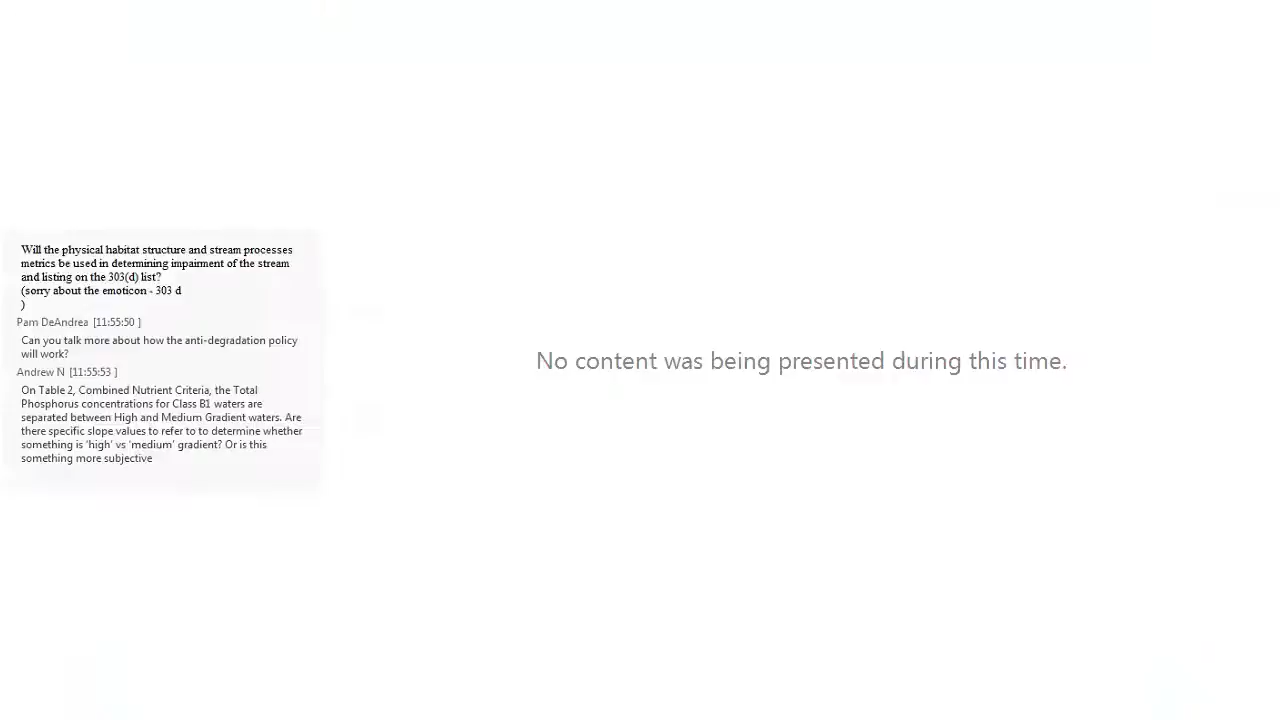 Will the physical habitat structure and stream processes
metrics be used in determining impairment of the stream
and listing on the 303(d) list?
(sorry about the emoticon - 303 d
)
Pam DeAndrea [11:55:50 ]
Can you talk more about how the anti-degradation policy
will work?
Andrew N [11:55:53 ]
On Table 2, Combined Nutrient Criteria, the Total
Phosphorus concentrations for Class B1 waters are
separated between High and Medium Gradient waters. Are
there specific slope values to refer to to determine whether
something is ‘high’ vs ‘medium’ gradient? Or is this
something more subjective
No content was being presented during this time.